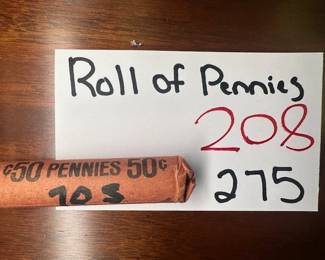 Roll of Pennies
208
275
¢50 PENNIES 50¢
70 S